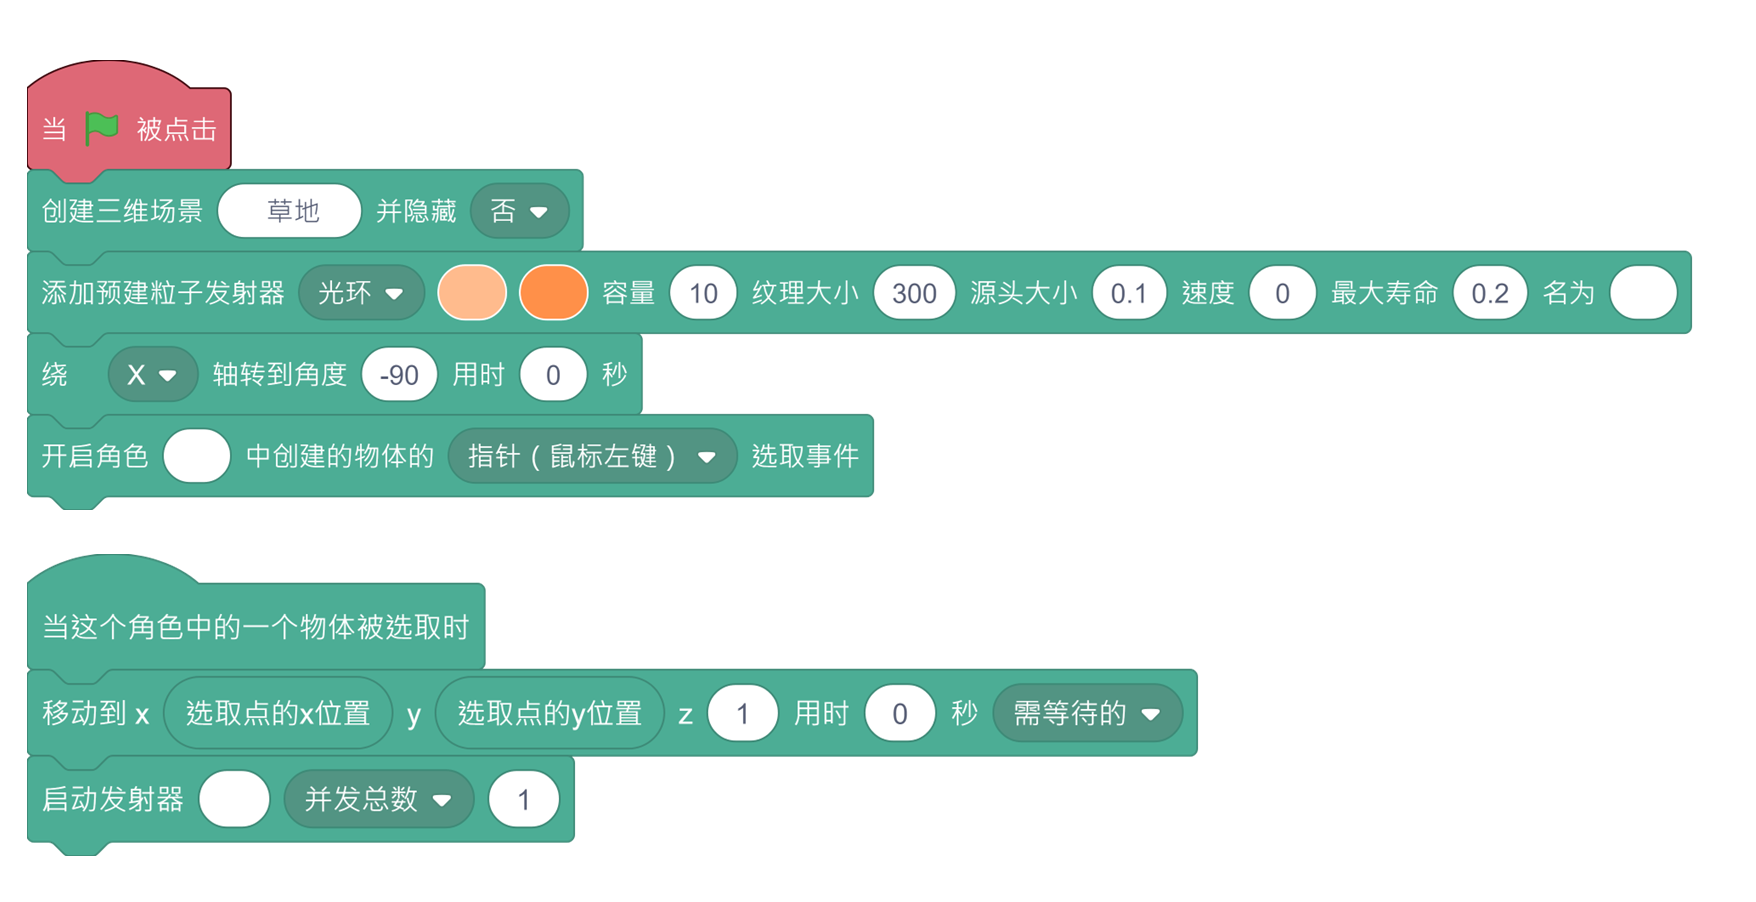 当 被点击
创建三维场景 草地 并隐藏 否
添加预建粒子发射器 光环 容量 10 纹理大小 300 源头大小 0.1 速度 0 最大寿命 0.2 名为
绕 X 轴转到角度 -90 用时 0 秒
开启角色 中创建的物体的 指针（鼠标左键） 选取事件
当这个角色中的一个物体被选取时
移动到 x 选取点的x位置 y 选取点的y位置 z 1 用时 0 秒 需等待的
启动发射器 并发总数 1